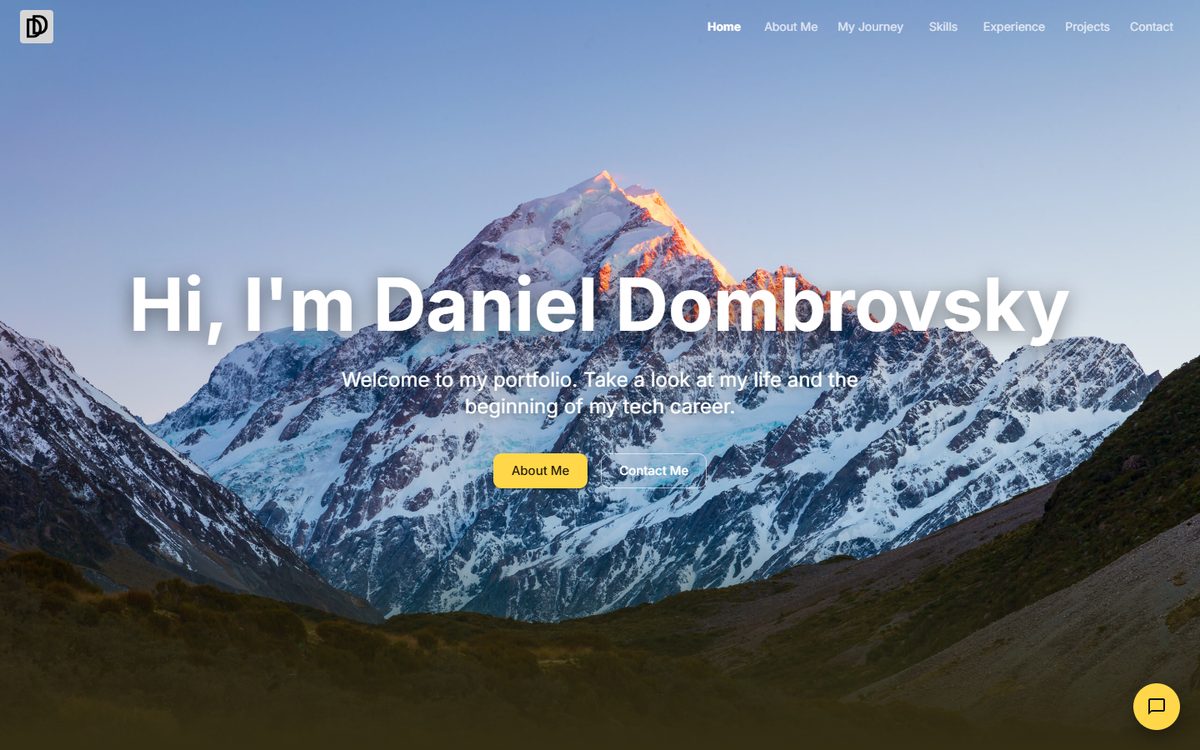 Home About Me My Journey Skills Experience Projects Contact
Hi, I'm Daniel Dombrovsky
Welcome to my portfolio. Take a look at my life and the
beginning of my tech career.
About Me Contact Me